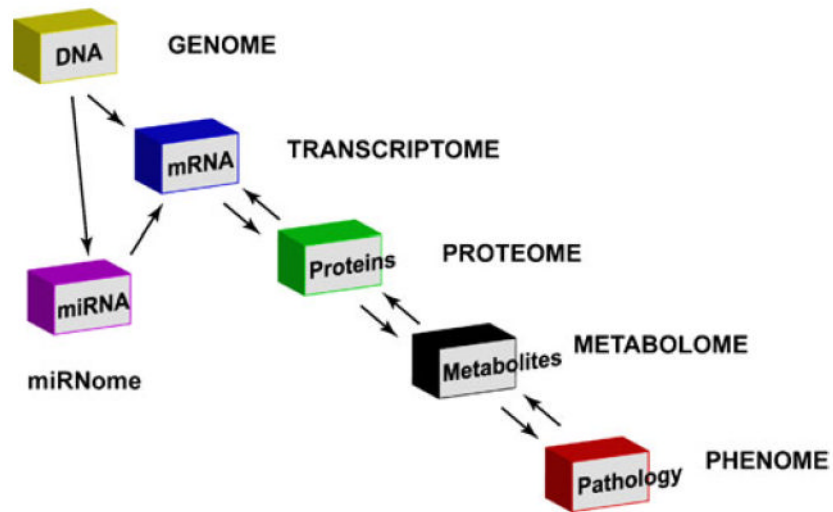 DNA
GENOME
mRNA
TRANSCRIPTOME
Proteins
PROTEOME
miRNA
miRNome
Metabolites
METABOLOME
Pathology
PHENOME